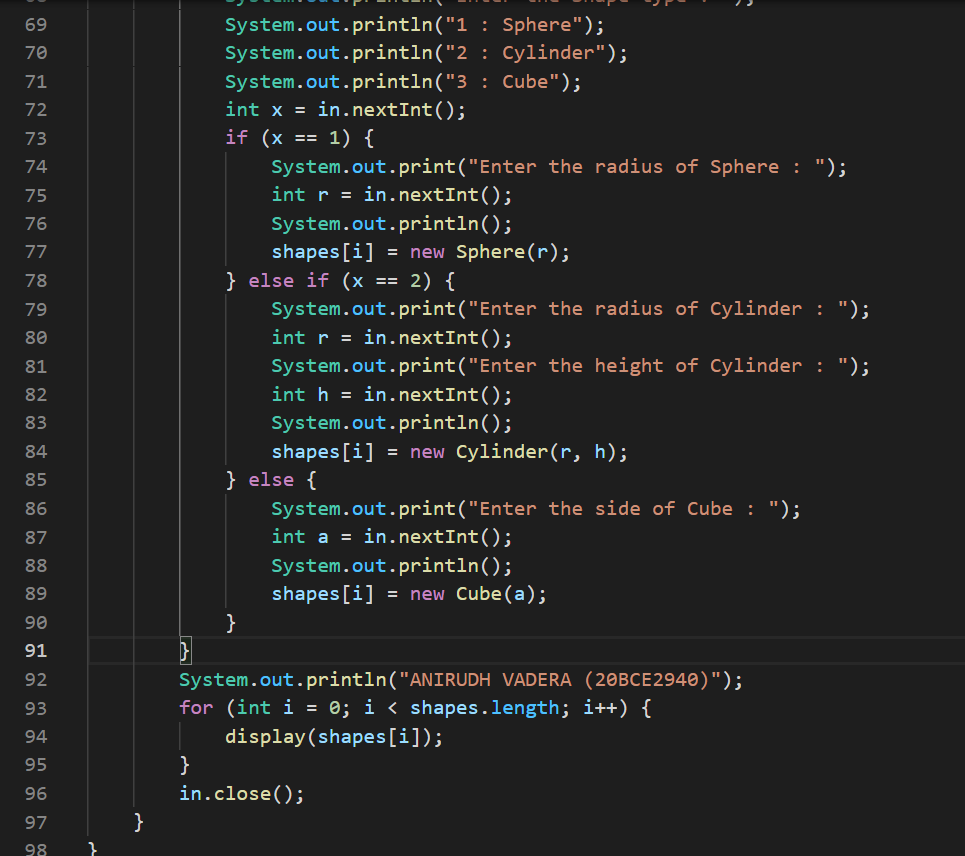 69 System.out.println("1 : Sphere");
70 System.out.println("2 : Cylinder");
71 System.out.println("3 : Cube");
72 int x = in.nextInt();
73 if (x == 1) {
74 System.out.print("Enter the radius of Sphere : ");
75 int r = in.nextInt();
76 System.out.println();
77 shapes[i] = new Sphere(r);
78 } else if (x == 2) {
79 System.out.print("Enter the radius of Cylinder : ");
80 int r = in.nextInt();
81 System.out.print("Enter the height of Cylinder : ");
82 int h = in.nextInt();
83 System.out.println();
84 shapes[i] = new Cylinder(r, h);
85 } else {
86 System.out.print("Enter the side of Cube : ");
87 int a = in.nextInt();
88 System.out.println();
89 shapes[i] = new Cube(a);
90 }
91 }
92 System.out.println("ANIRUDH VADERA (20BCE2940)");
93 for (int i = 0; i < shapes.length; i++) {
94 display(shapes[i]);
95 }
96 in.close();
97 }
98 }